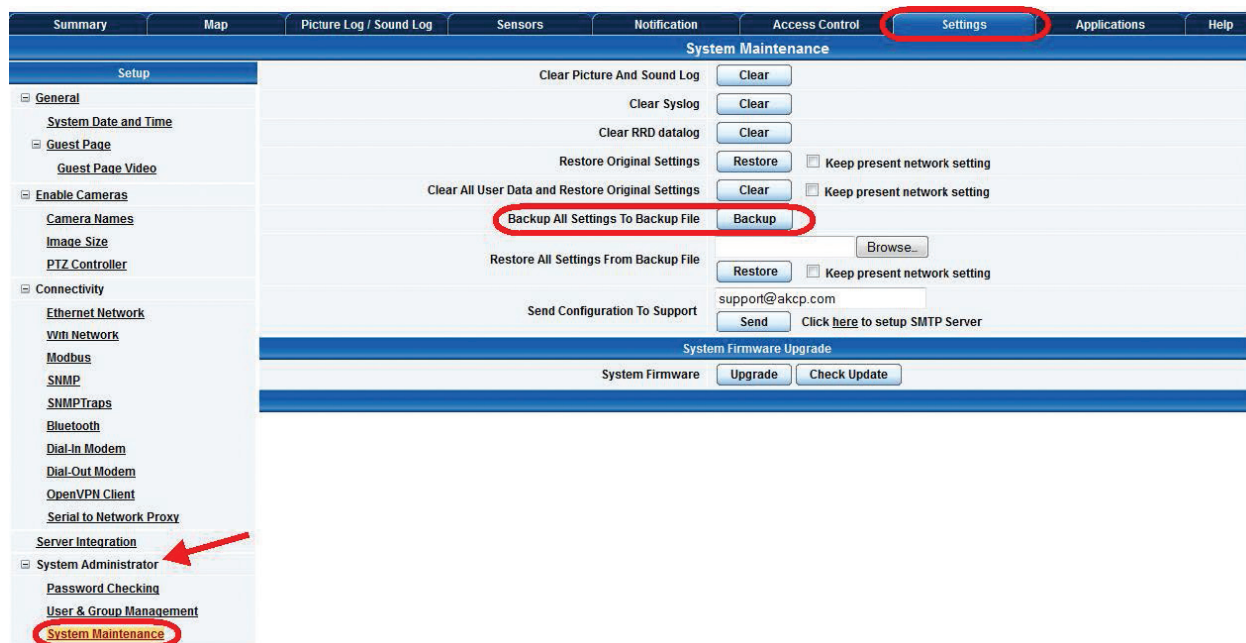 Summary Map Picture Log / Sound Log Sensors Notification Access Control Settings Applications Help
System Maintenance
Setup
General
System Date and Time
Guest Page
Guest Page Video
Enable Cameras
Camera Names
Image Size
PTZ Controller
Connectivity
Ethernet Network
Wifi Network
Modbus
SNMP
SNMPTraps
Bluetooth
Dial-In Modem
Dial-Out Modem
OpenVPN Client
Serial to Network Proxy
Server Integration
System Administrator
Password Checking
User & Group Management
System Maintenance
Clear Picture And Sound Log Clear
Clear Syslog Clear
Clear RRD datalog Clear
Restore Original Settings Restore Keep present network setting
Clear All User Data and Restore Original Settings Clear Keep present network setting
Backup All Settings To Backup File Backup
Browse...
Restore All Settings From Backup File
Restore Keep present network setting
support@akcp.com
Send Configuration To Support
Send Click here to setup SMTP Server
System Firmware Upgrade
System Firmware Upgrade Check Update